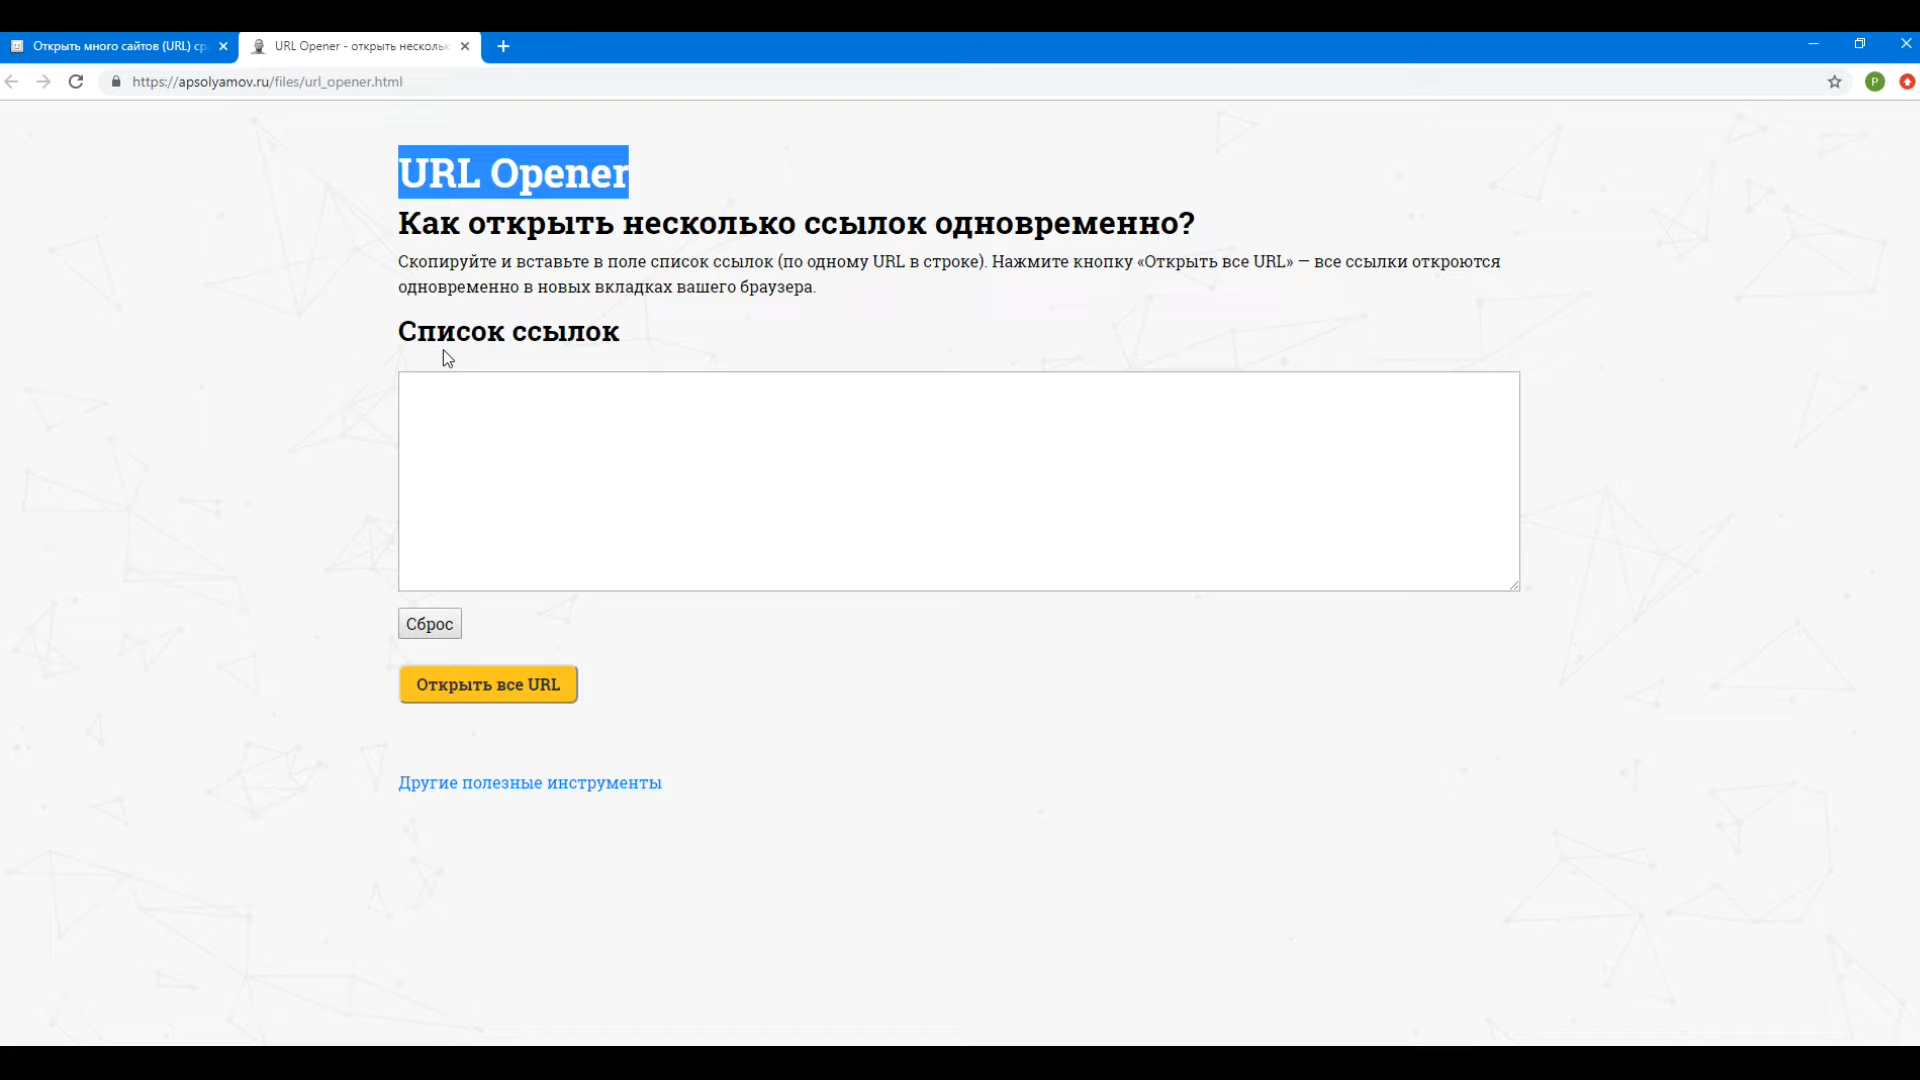 Открыть много сайтов (URL) ср
URL Opener - открыть несколь
https://apsolyamov.ru/files/url_opener.html
P
URL Opener
Как открыть несколько ссылок одновременно?
Скопируйте и вставьте в поле список ссылок (по одному URL в строке). Нажмите кнопку «Открыть все URL» — все ссылки откроются
одновременно в новых вкладках вашего браузера.
Список ссылок
Сброс
Открыть все URL
Другие полезные инструменты